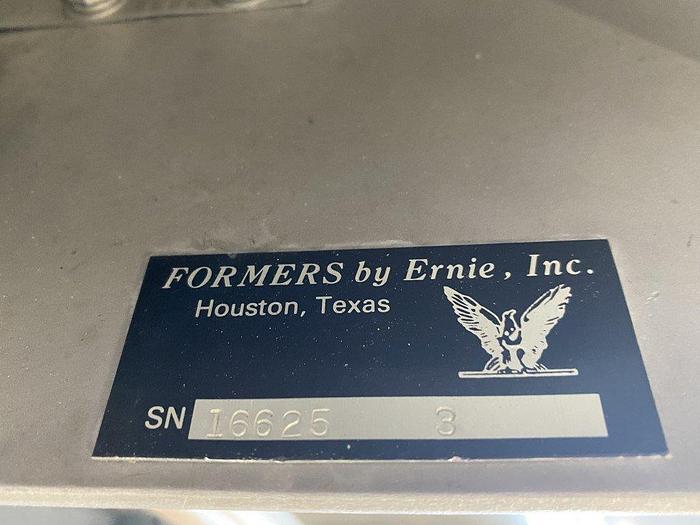 FORMERS by Ernie, Inc.
Houston, Texas
SN 16625 3